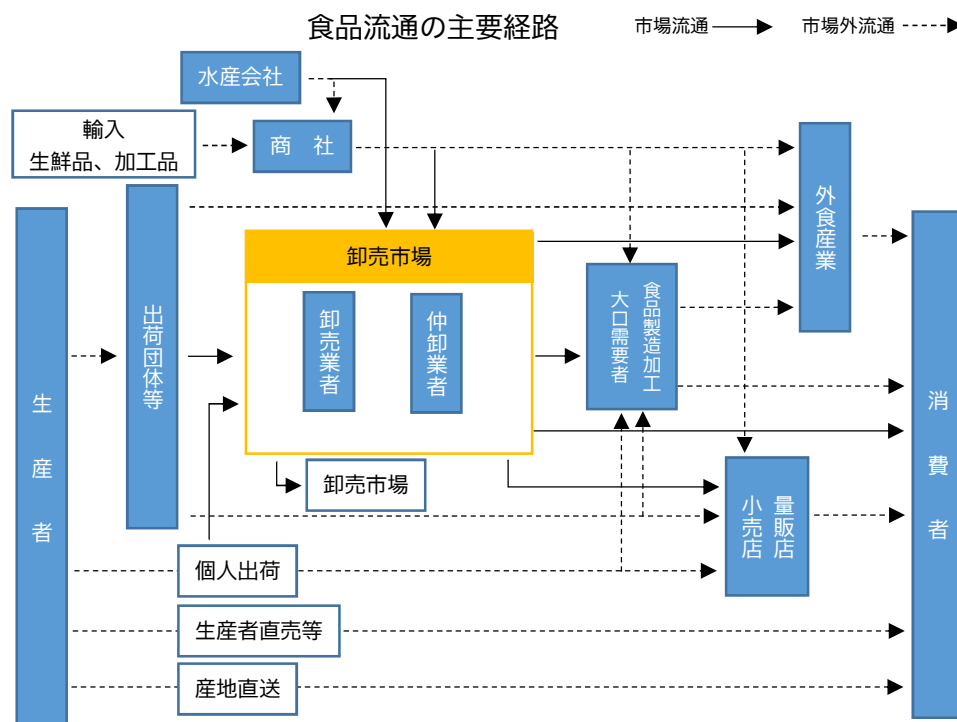 食品流通の主要経路
市場流通
市場外流通
水産会社
輸入
生鮮品、加工品
商　社
外食産業
卸売市場
卸売業者
仲卸業者
食品製造加工
大口需要者
出荷団体等
生　産　者
消　費　者
卸売市場
量販店
小売店
個人出荷
生産者直売等
産地直送